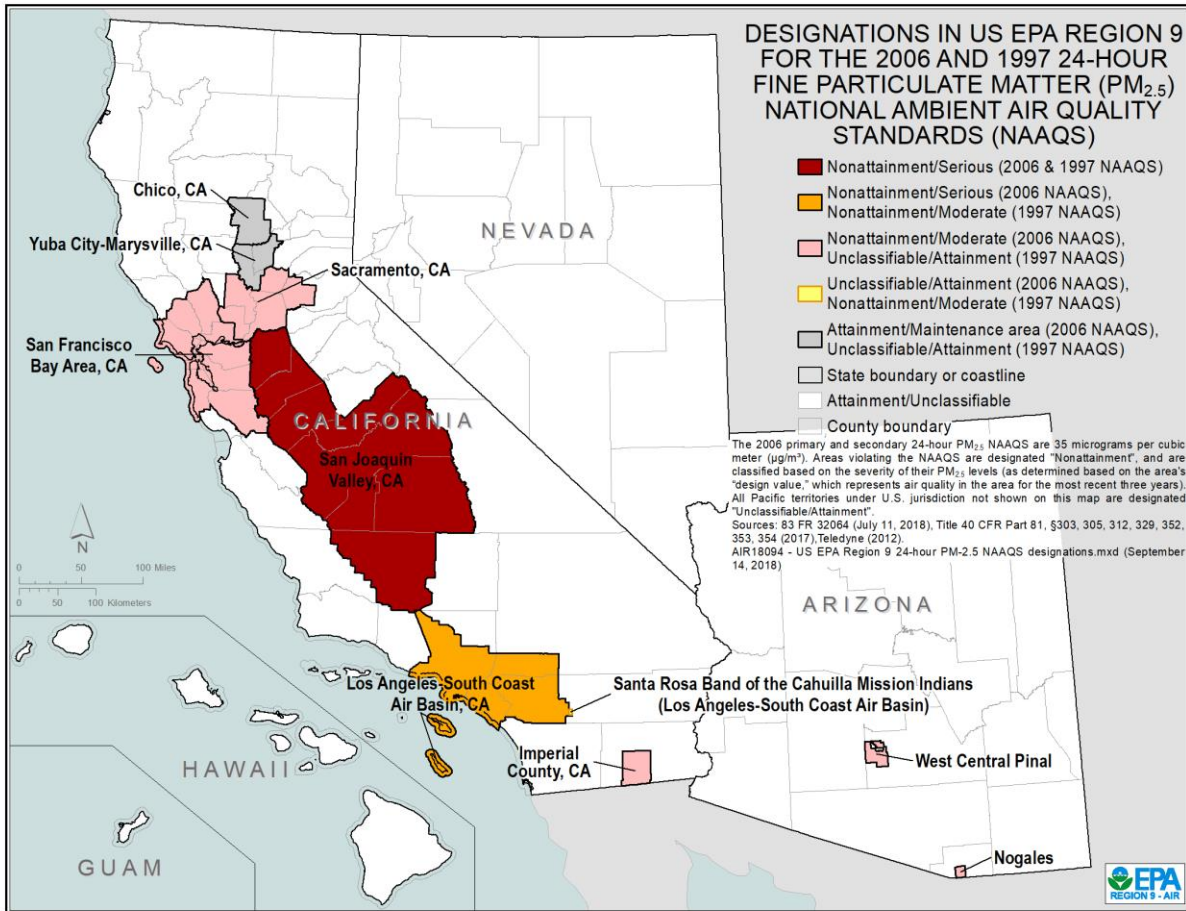 DESIGNATIONS IN US EPA REGION 9
FOR THE 2006 AND 1997 24-HOUR
FINE PARTICULATE MATTER (PM₂.₅)
NATIONAL AMBIENT AIR QUALITY
STANDARDS (NAAQS)
Nonattainment/Serious (2006 & 1997 NAAQS)
Nonattainment/Serious (2006 NAAQS),
Nonattainment/Moderate (1997 NAAQS)
Nonattainment/Moderate (2006 NAAQS),
Unclassifiable/Attainment (1997 NAAQS)
Unclassifiable/Attainment (2006 NAAQS),
Nonattainment/Moderate (1997 NAAQS)
Attainment/Maintenance area (2006 NAAQS),
Unclassifiable/Attainment (1997 NAAQS)
State boundary or coastline
Attainment/Unclassifiable
County boundary
The 2006 primary and secondary 24-hour PM₂.₅ NAAQS are 35 micrograms per cubic
meter (µg/m³). Areas violating the NAAQS are designated "Nonattainment", and are
classified based on the severity of their PM₂.₅ levels (as determined based on the area's
"design value," which represents air quality in the area for the most recent three years).
All Pacific territories under U.S. jurisdiction not shown on this map are designated
"Unclassifiable/Attainment".
Sources: 83 FR 32064 (July 11, 2018), Title 40 CFR Part 81, §303, 305, 312, 329, 352,
353, 354 (2017),Teledyne (2012).
AIR18094 - US EPA Region 9 24-hour PM-2.5 NAAQS designations.mxd (September
14, 2018)
Chico, CA
Yuba City-Marysville, CA
Sacramento, CA
San Francisco
Bay Area, CA
NEVADA
CALIFORNIA
San Joaquin
Valley, CA
N
0 50 100 Miles
0 50 100 Kilometers
ARIZONA
Los Angeles-South Coast
Air Basin, CA
Santa Rosa Band of the Cahuilla Mission Indians
(Los Angeles-South Coast Air Basin)
Imperial
County, CA
West Central Pinal
Nogales
HAWAII
GUAM
EPA
REGION 9 - AIR